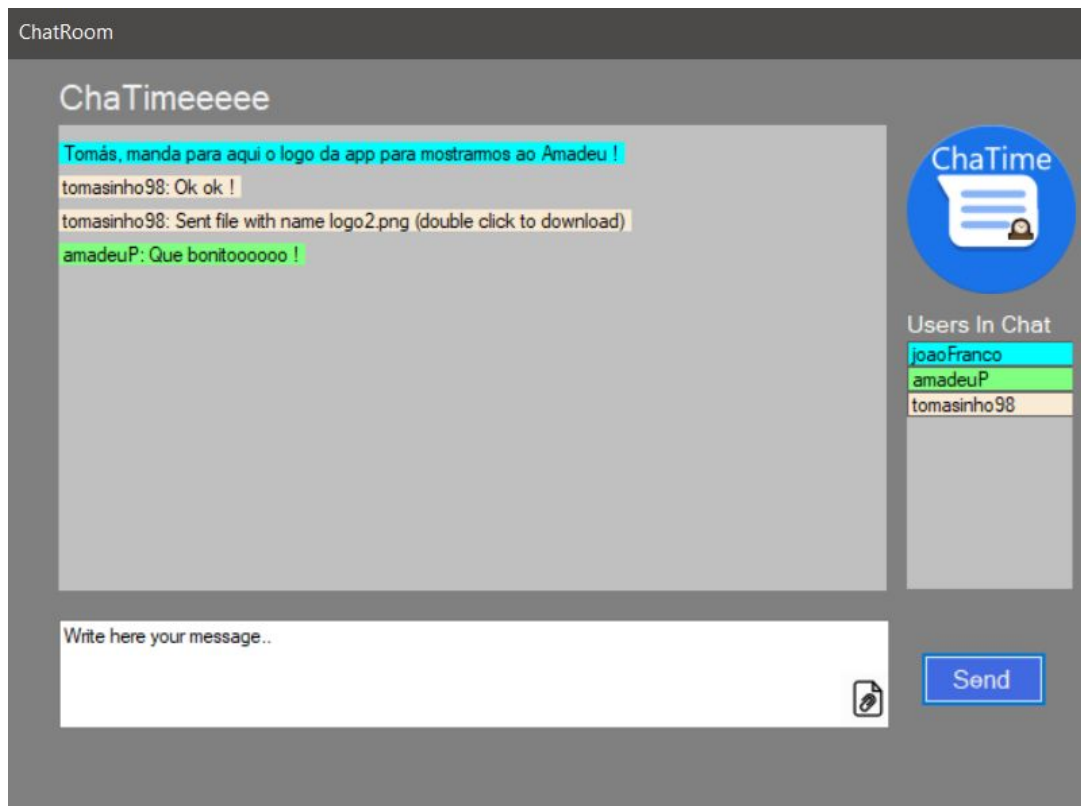 ChatRoom
ChaTimeeeee
Tomás, manda para aqui o logo da app para mostrarmos ao Amadeu !
tomasinho98: Ok ok !
tomasinho98: Sent file with name logo2.png (double click to download)
amadeuP: Que bonitoooooo !
ChaTime
Users In Chat
joaoFranco
amadeuP
tomasinho98
Write here your message..
Send